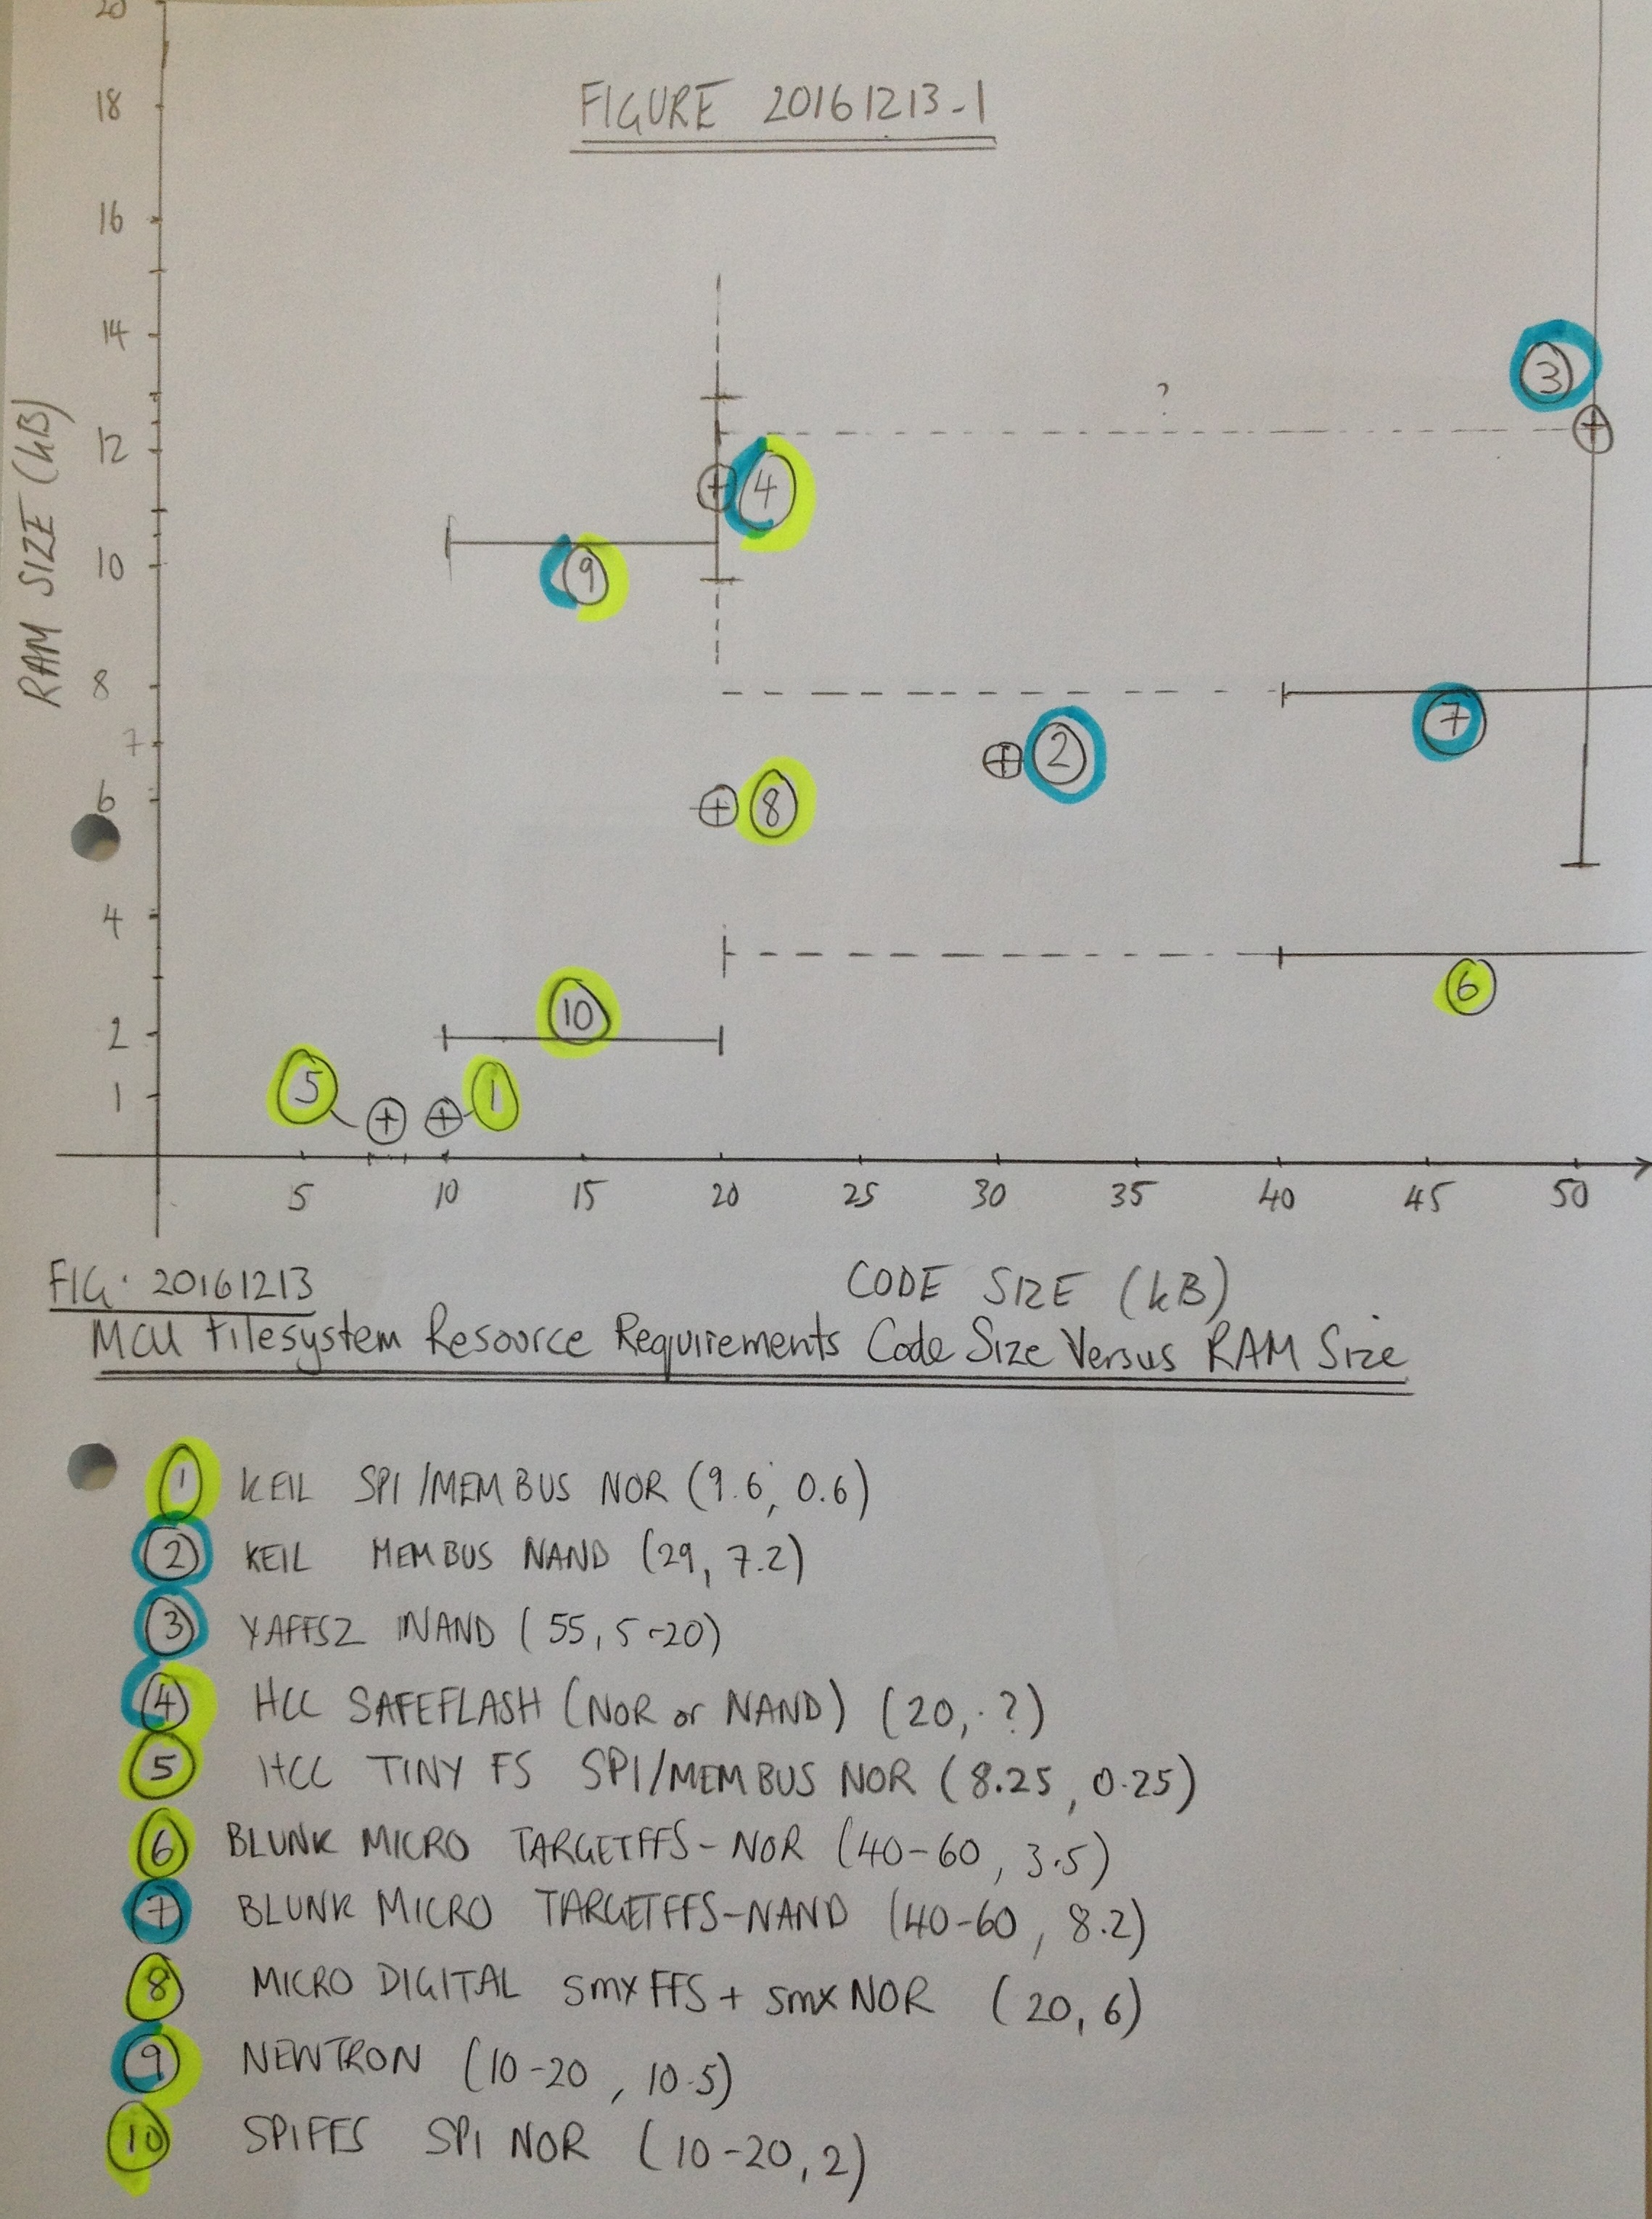 FIGURE 20161213-1
RAM SIZE (kB)
20
18
16
14
12
10
8
7
6
4
2
1
9
4
3
?
8
2
7
10
6
5
1
5
10
15
20
25
30
35
40
45
50
CODE SIZE (kB)
FIG. 20161213
MCU Filesystem Resource Requirements Code Size Versus RAM Size
1 KEIL SPI/MEMBUS NOR (9.6, 0.6)
2 KEIL MEMBUS NAND (29, 7.2)
3 YAFFS2 NAND (55, 5-20)
4 HCC SAFEFLASH (NOR or NAND) (20, ?)
5 HCC TINY FS SPI/MEMBUS NOR (8.25, 0.25)
6 BLUNK MICRO TARGETFFS-NOR (40-60, 3.5)
7 BLUNK MICRO TARGETFFS-NAND (40-60, 8.2)
8 MICRO DIGITAL smxFFS + smxNOR (20, 6)
9 NEWTRON (10-20, 10.5)
10 SPIFFS SPI NOR (10-20, 2)